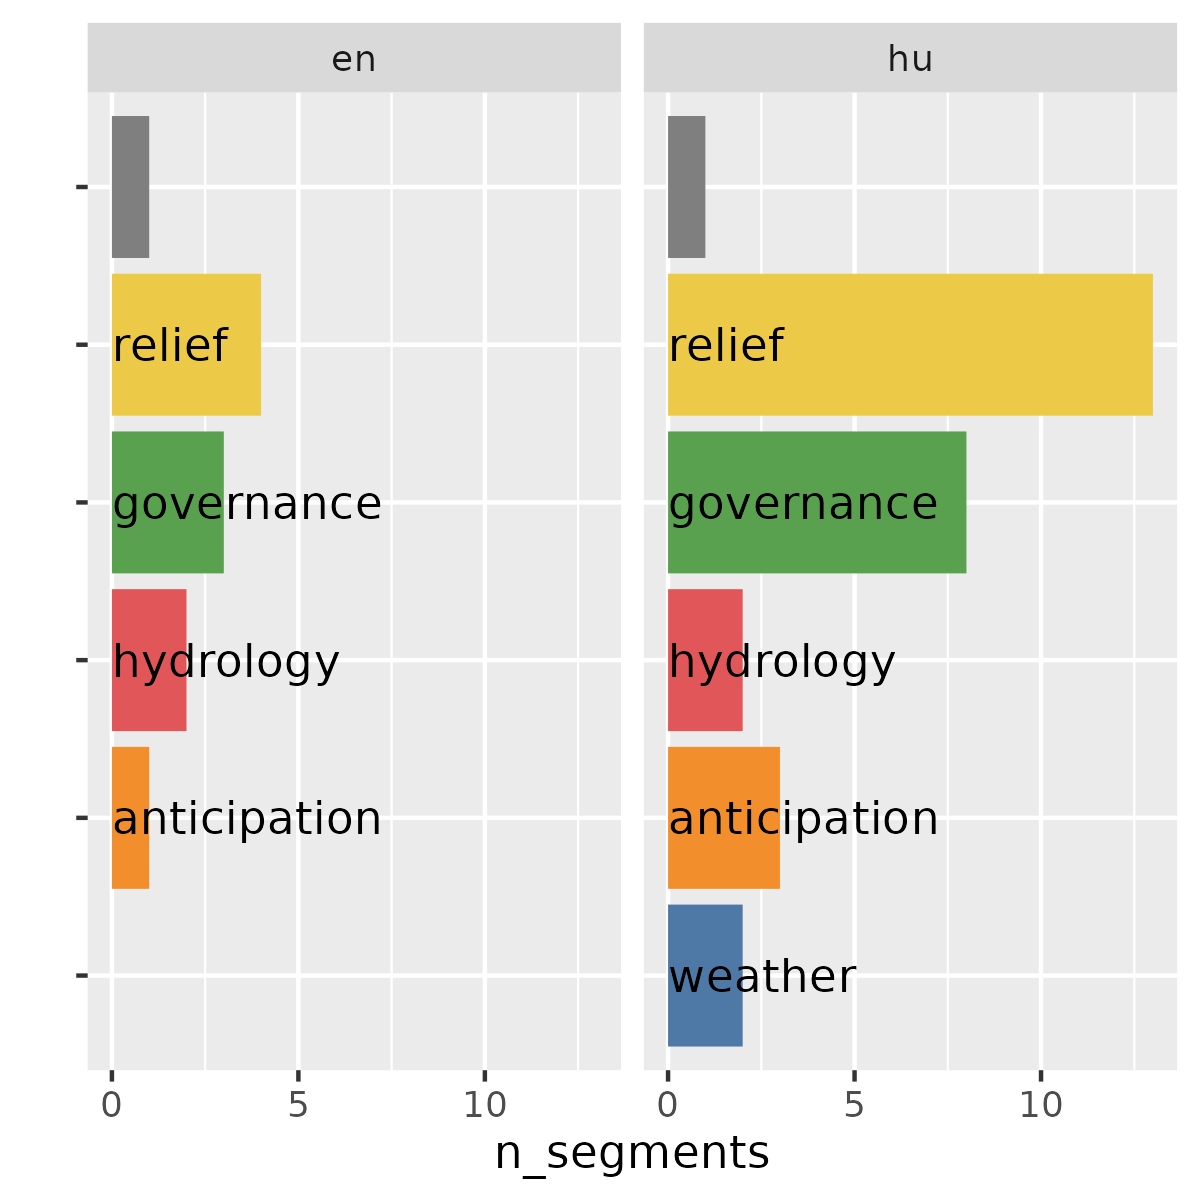 en hu
relief relief
governance governance
hydrology hydrology
anticipation anticipation
weather
0 5 10 0 5 10
n_segments